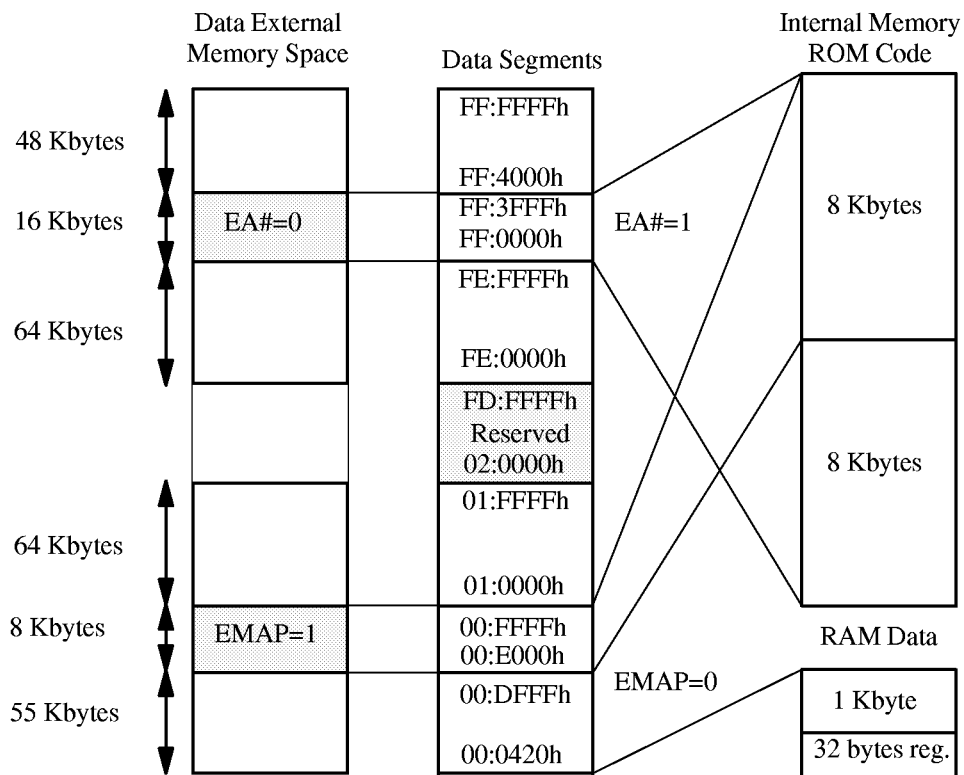 Data External
Memory Space
Data Segments
Internal Memory
ROM Code
48 Kbytes
FF:FFFFh
FF:4000h
16 Kbytes
EA#=0
FF:3FFFh
FF:0000h
EA#=1
8 Kbytes
64 Kbytes
FE:FFFFh
FE:0000h
FD:FFFFh
Reserved
02:0000h
8 Kbytes
64 Kbytes
01:FFFFh
01:0000h
8 Kbytes
EMAP=1
00:FFFFh
00:E000h
EMAP=0
RAM Data
55 Kbytes
00:DFFFh
00:0420h
1 Kbyte
32 bytes reg.